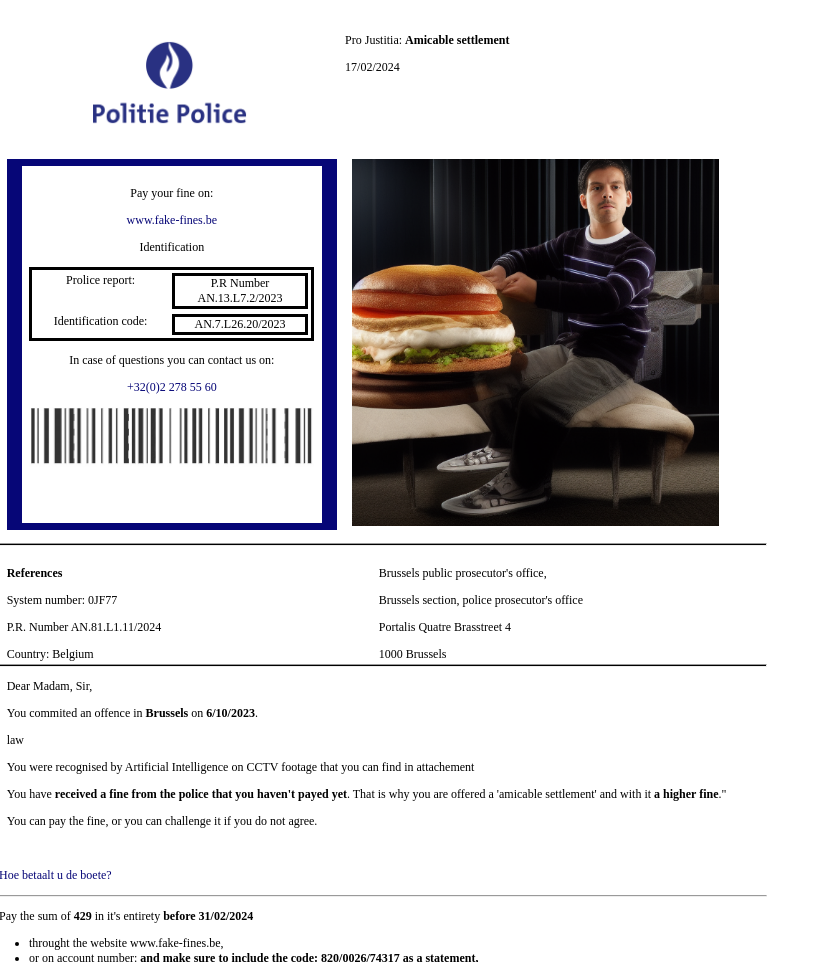 Pro Justitia: Amicable settlement
17/02/2024
Politie Police
Pay your fine on:
www.fake-fines.be
Identification
Prolice report:
P.R Number
AN.13.L7.2/2023
Identification code:
AN.7.L26.20/2023
In case of questions you can contact us on:
+32(0)2 278 55 60
References
System number: 0JF77
P.R. Number AN.81.L1.11/2024
Country: Belgium
Brussels public prosecutor's office,
Brussels section, police prosecutor's office
Portalis Quatre Brasstreet 4
1000 Brussels
Dear Madam, Sir,
You commited an offence in Brussels on 6/10/2023.
law
You were recognised by Artificial Intelligence on CCTV footage that you can find in attachement
You have received a fine from the police that you haven't payed yet. That is why you are offered a 'amicable settlement' and with it a higher fine."
You can pay the fine, or you can challenge it if you do not agree.
Hoe betaalt u de boete?
Pay the sum of 429 in it's entirety before 31/02/2024
• throught the website www.fake-fines.be,
• or on account number: and make sure to include the code: 820/0026/74317 as a statement.